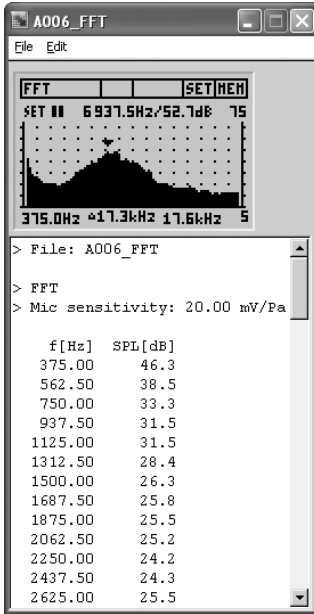 A006_FFT
File Edit
FFT SET MEM
SET 6937.5Hz/52.7dB 75
375.0Hz 17.3kHz 17.6kHz 5
> File: A006_FFT
> FFT
> Mic sensitivity: 20.00 mV/Pa
f[Hz] SPL[dB]
375.00 46.3
562.50 38.5
750.00 33.3
937.50 31.5
1125.00 31.5
1312.50 28.4
1500.00 26.3
1687.50 25.8
1875.00 25.5
2062.50 25.2
2250.00 24.2
2437.50 24.3
2625.00 25.5